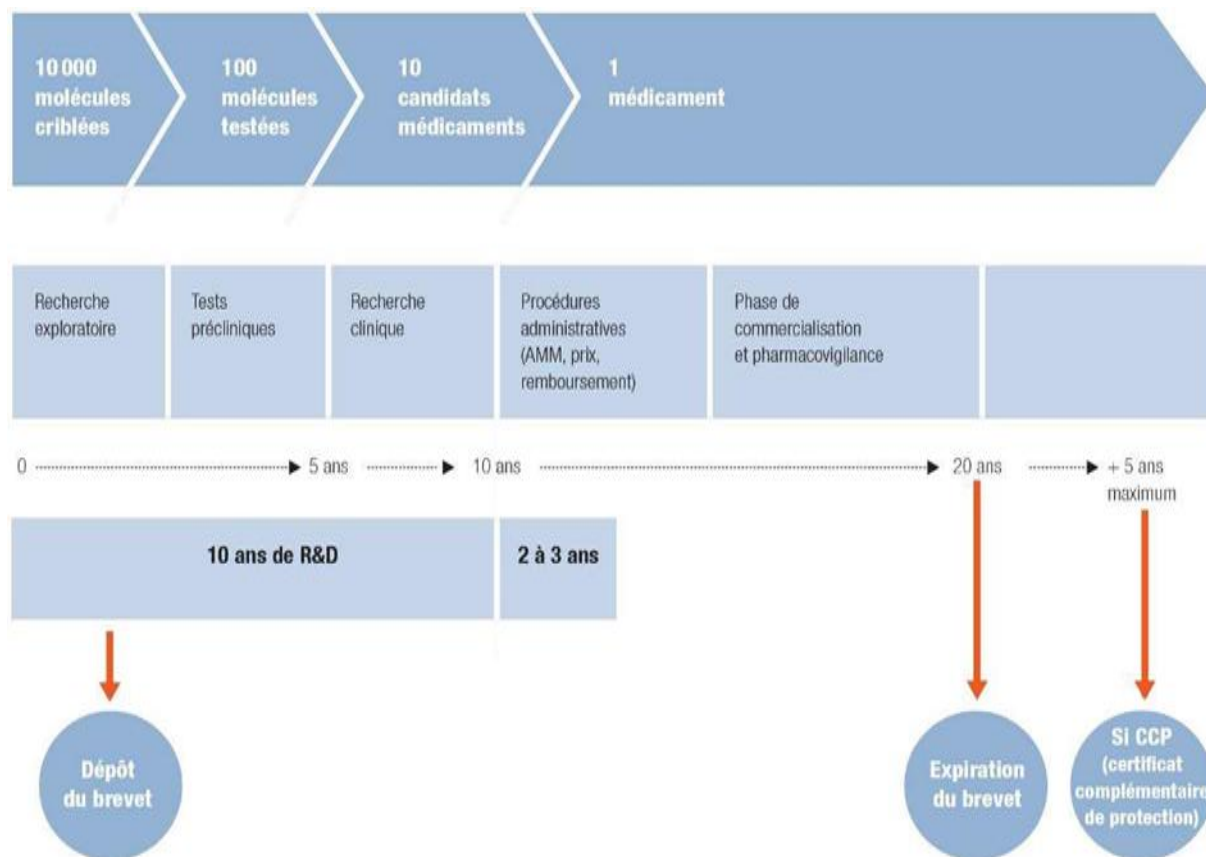 10 000
molécules
criblées
100
molécules
testées
10
candidats
médicaments
1
médicament
Recherche
exploratoire
Tests
précliniques
Recherche
clinique
Procédures
administratives
(AMM, prix,
remboursement)
Phase de
commercialisation
et pharmacovigilance
0
5 ans
10 ans
20 ans
+ 5 ans
maximum
10 ans de R&D
2 à 3 ans
Dépôt
du brevet
Expiration
du brevet
Si CCP
(certificat
complémentaire
de protection)